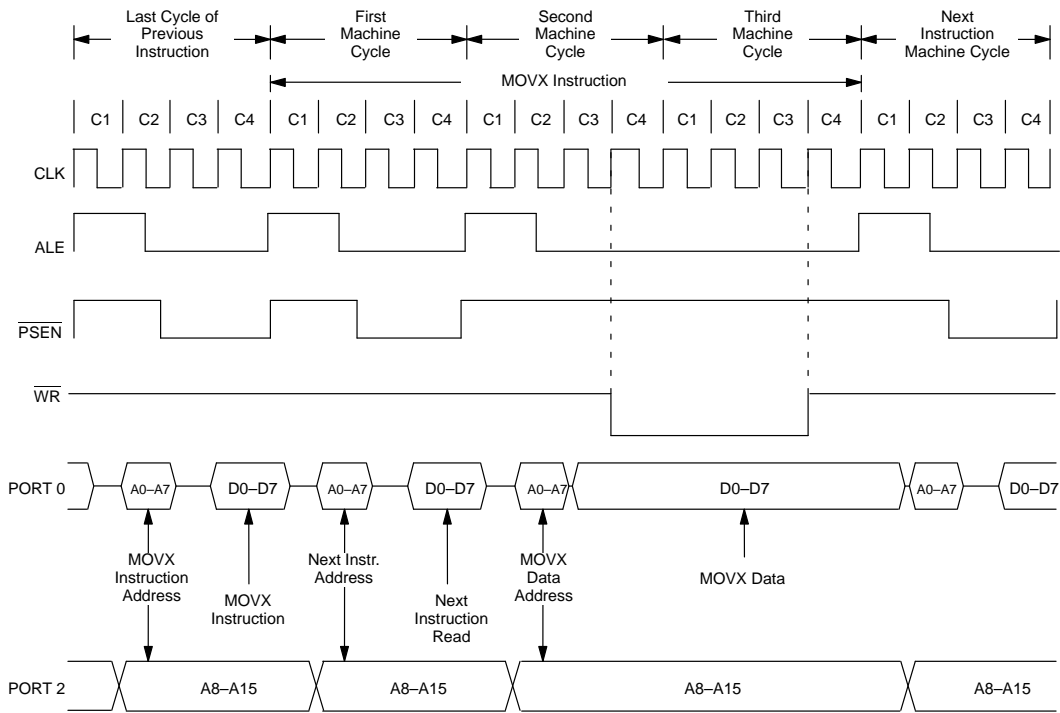 Last Cycle of
Previous
Instruction
First
Machine
Cycle
Second
Machine
Cycle
Third
Machine
Cycle
Next
Instruction
Machine Cycle
MOVX Instruction
C1 C2 C3 C4 C1 C2 C3 C4 C1 C2 C3 C4 C1 C2 C3 C4 C1 C2 C3 C4
CLK
ALE
PSEN
WR
PORT 0 A0–A7 D0–D7 A0–A7 D0–D7 A0–A7 D0–D7 A0–A7 D0–D7
MOVX
Instruction
Address
MOVX
Instruction
Next Instr.
Address
Next
Instruction
Read
MOVX
Data
Address
MOVX Data
PORT 2 A8–A15 A8–A15 A8–A15 A8–A15